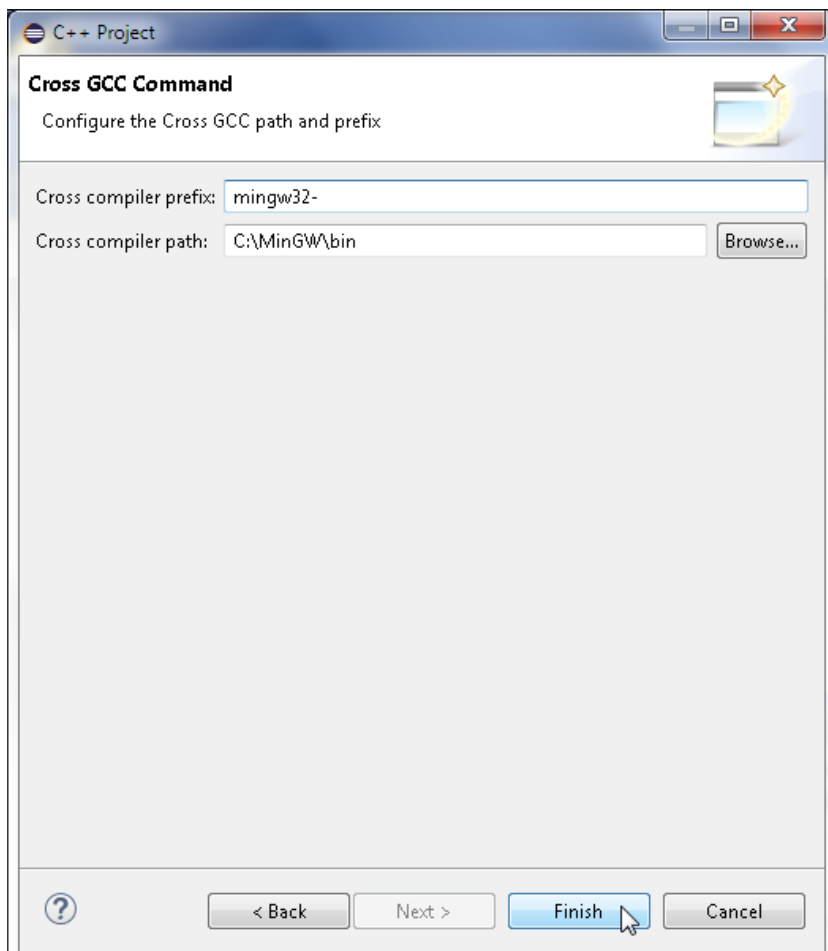 C++ Project
Cross GCC Command
Configure the Cross GCC path and prefix
Cross compiler prefix: mingw32-
Cross compiler path: C:\MinGW\bin Browse...
? < Back Next > Finish Cancel